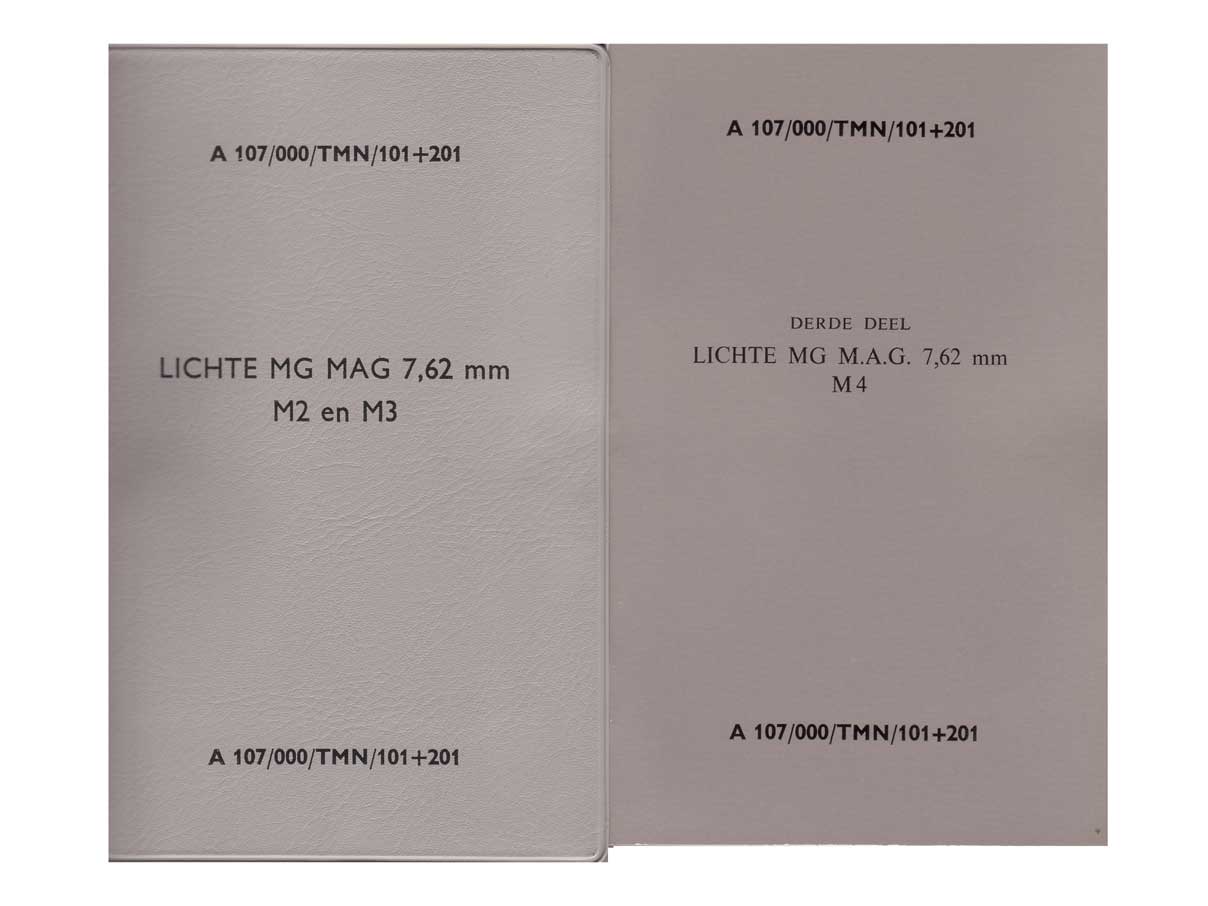 A 107/000/TMN/101+201
LICHTE MG MAG 7,62 mm
M2 en M3
A 107/000/TMN/101+201
A 107/000/TMN/101+201
DERDE DEEL
LICHTE MG M.A.G. 7,62 mm
M4
A 107/000/TMN/101+201